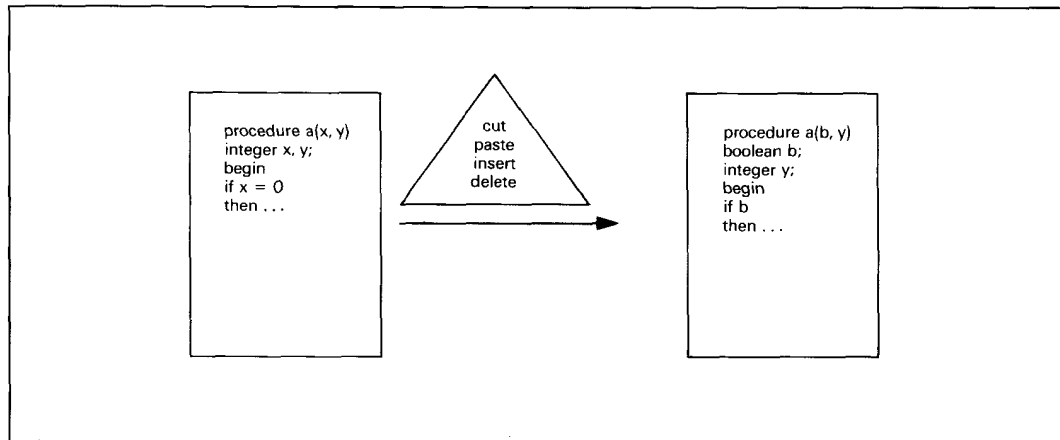 procedure a(x, y)
integer x, y;
begin
if x = 0
then ...
cut
paste
insert
delete
procedure a(b, y)
boolean b;
integer y;
begin
if b
then ...